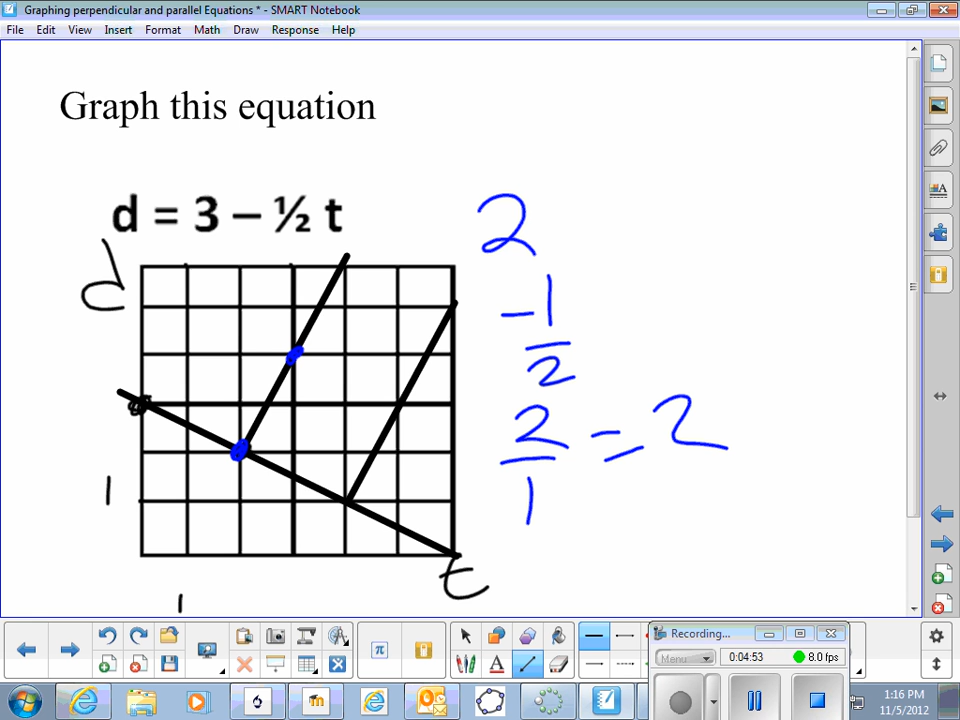 Graphing perpendicular and parallel Equations * - SMART Notebook
File Edit View Insert Format Math Draw Response Help
Graph this equation
d = 3 – ½ t
d
2
-1
2
2 = 2
1
1
t
1
Recording...
Menu
0:04:53
8.0 fps
1:16 PM
11/5/2012